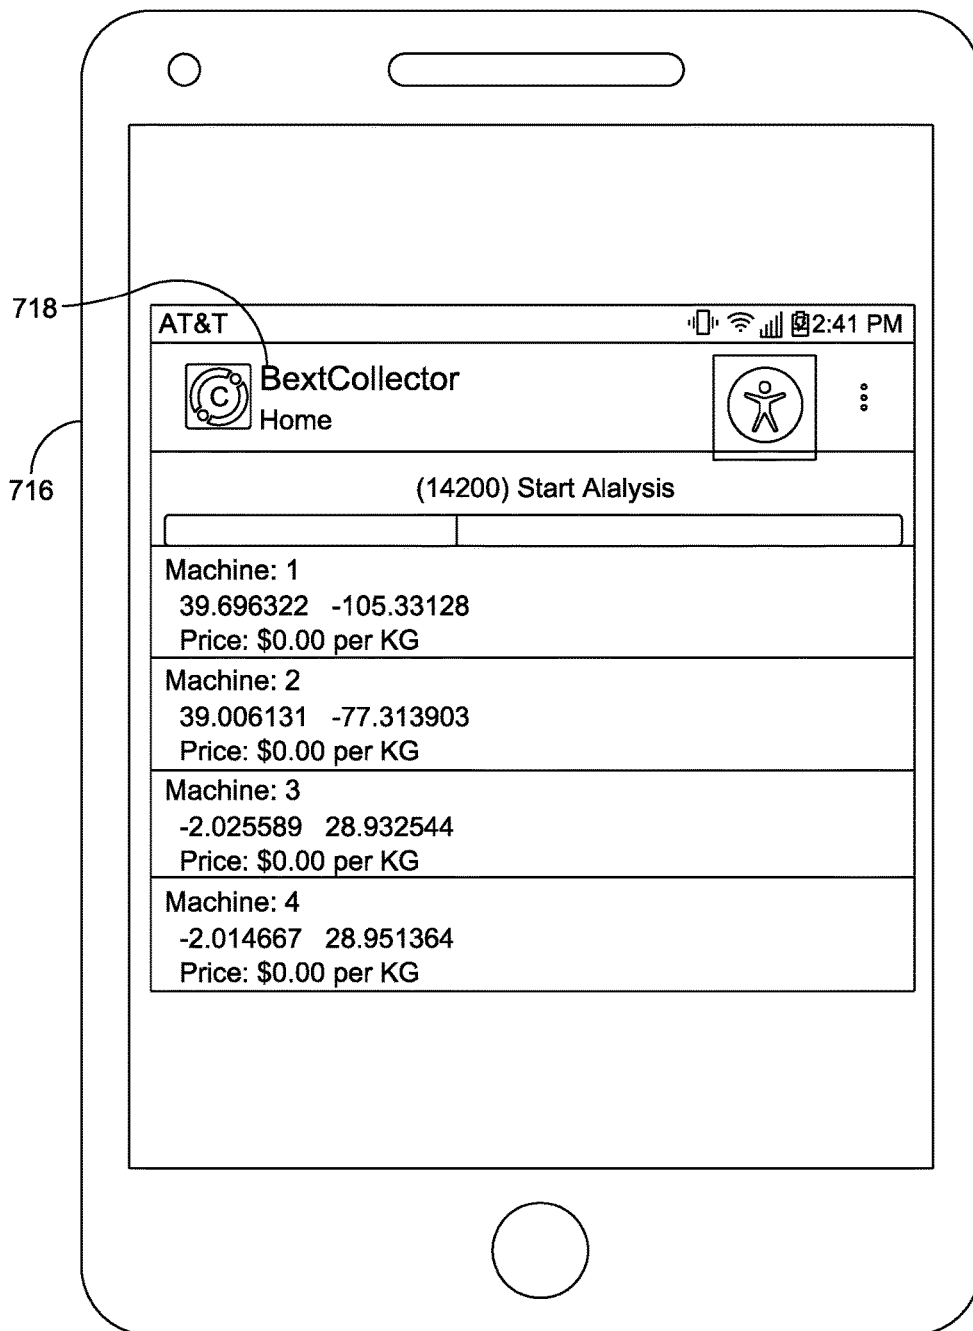 718
AT&T 2:41 PM
C
BextCollector
Home
716
(14200) Start Alalysis
Machine: 1
39.696322 -105.33128
Price: $0.00 per KG
Machine: 2
39.006131 -77.313903
Price: $0.00 per KG
Machine: 3
-2.025589 28.932544
Price: $0.00 per KG
Machine: 4
-2.014667 28.951364
Price: $0.00 per KG